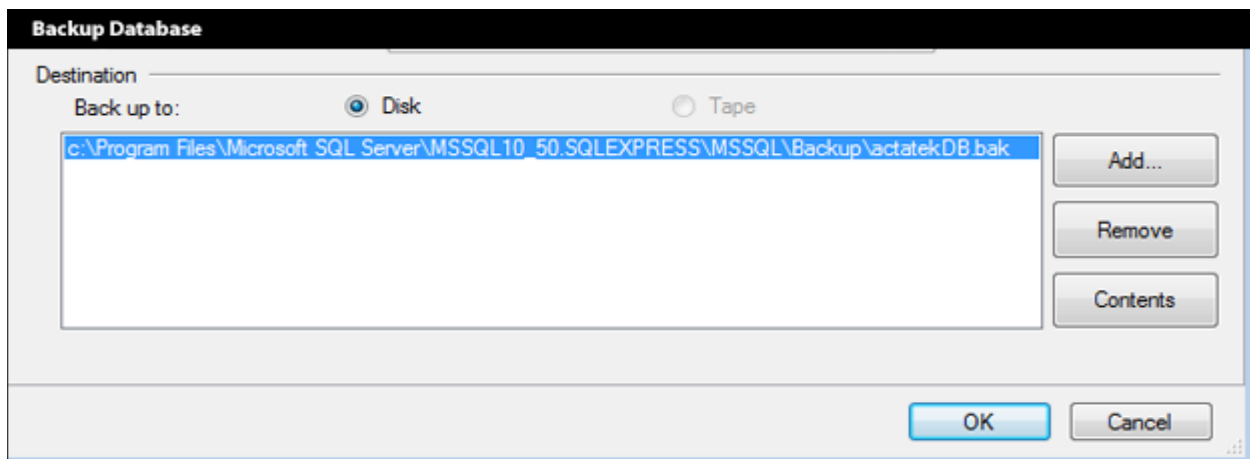 Backup Database
Destination
Back up to: Disk Tape
c:\Program Files\Microsoft SQL Server\MSSQL10_50.SQLEXPRESS\MSSQL\Backup\actatekDB.bak
Add...
Remove
Contents
OK Cancel